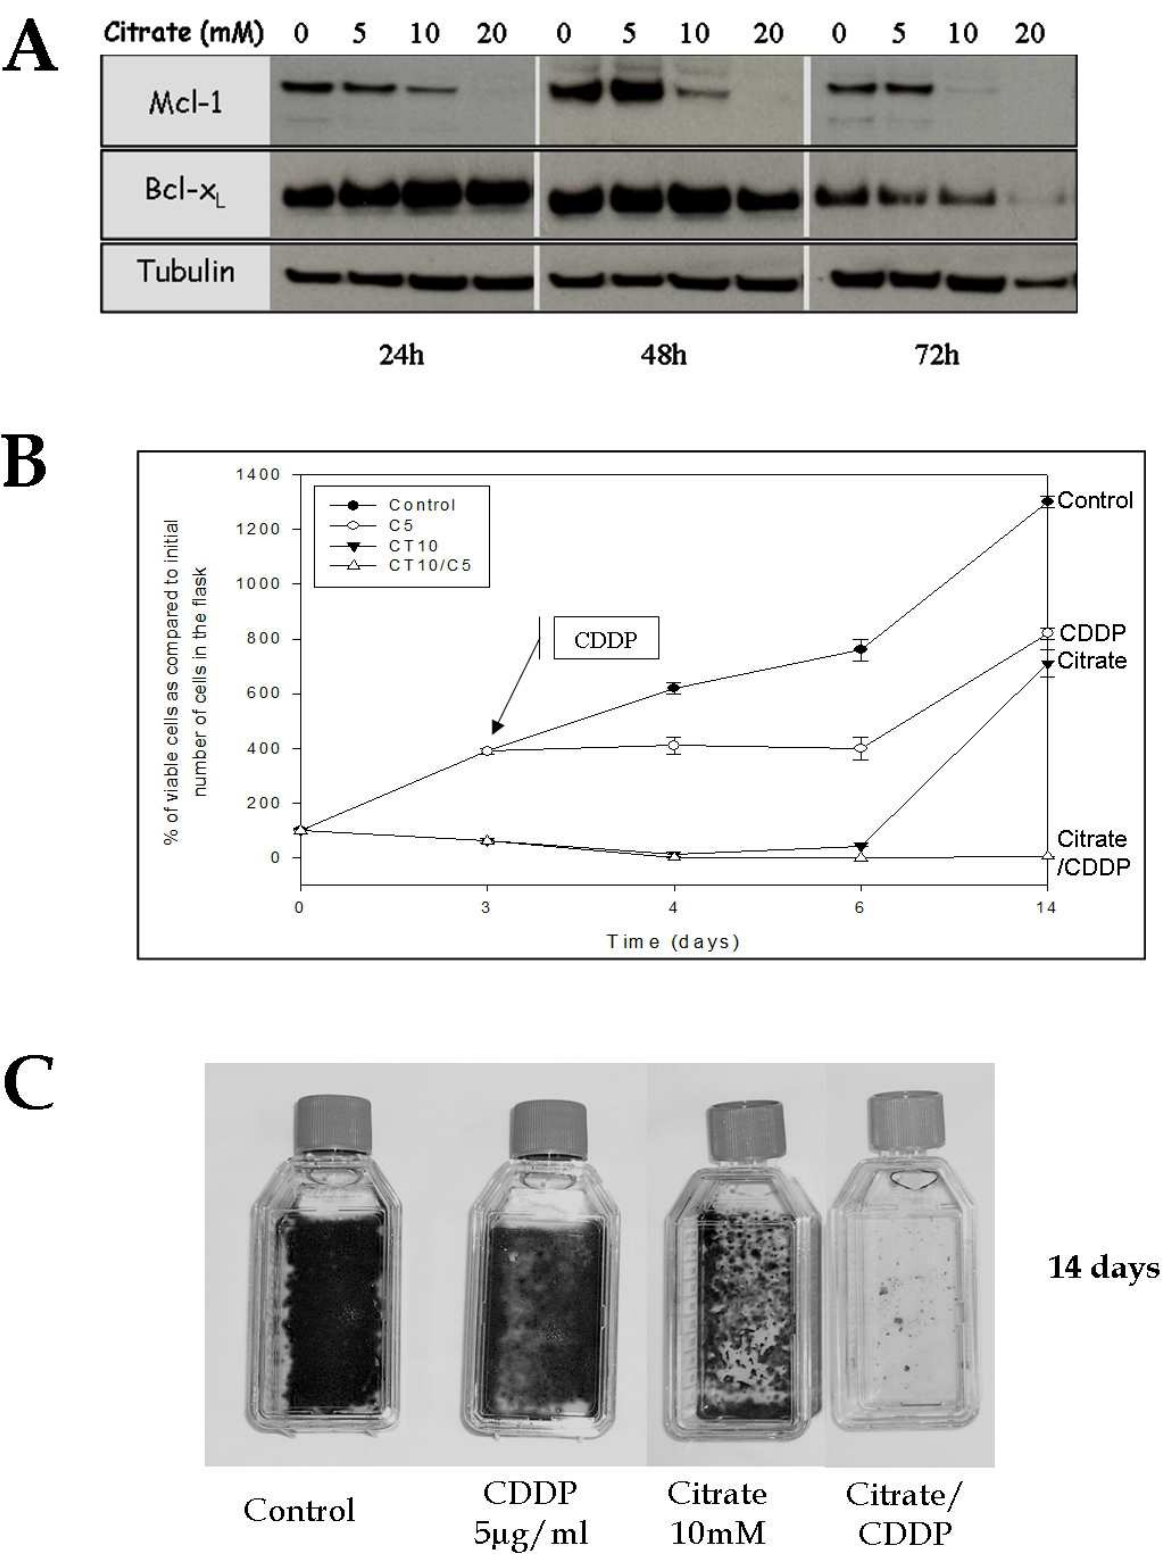 A
Citrate (mM) 0 5 10 20 0 5 10 20 0 5 10 20
Mcl-1
Bcl-xL
Tubulin
24h 48h 72h
B
% of viable cells as compared to initial
number of cells in the flask
1400
1200
1000
800
600
400
200
0
Control
C5
CT10
CT10/C5
CDDP
Control
CDDP
Citrate
Citrate
/CDDP
0 3 4 6 14
Time (days)
C
14 days
Control
CDDP
5µg/ml
Citrate
10mM
Citrate/
CDDP